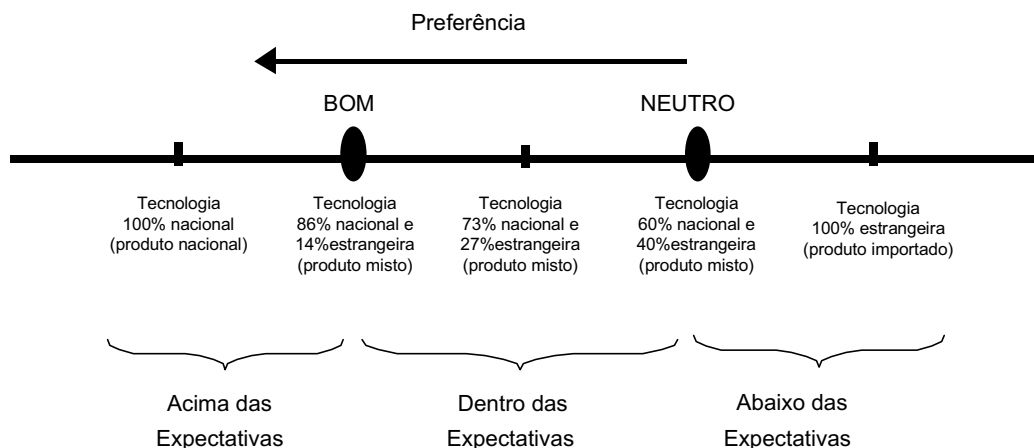 Preferência
BOM
NEUTRO
Tecnologia
100% nacional
(produto nacional)
Tecnologia
86% nacional e
14%estrangeira
(produto misto)
Tecnologia
73% nacional e
27%estrangeira
(produto misto)
Tecnologia
60% nacional e
40%estrangeira
(produto misto)
Tecnologia
100% estrangeira
(produto importado)
Acima das
Expectativas
Dentro das
Expectativas
Abaixo das
Expectativas